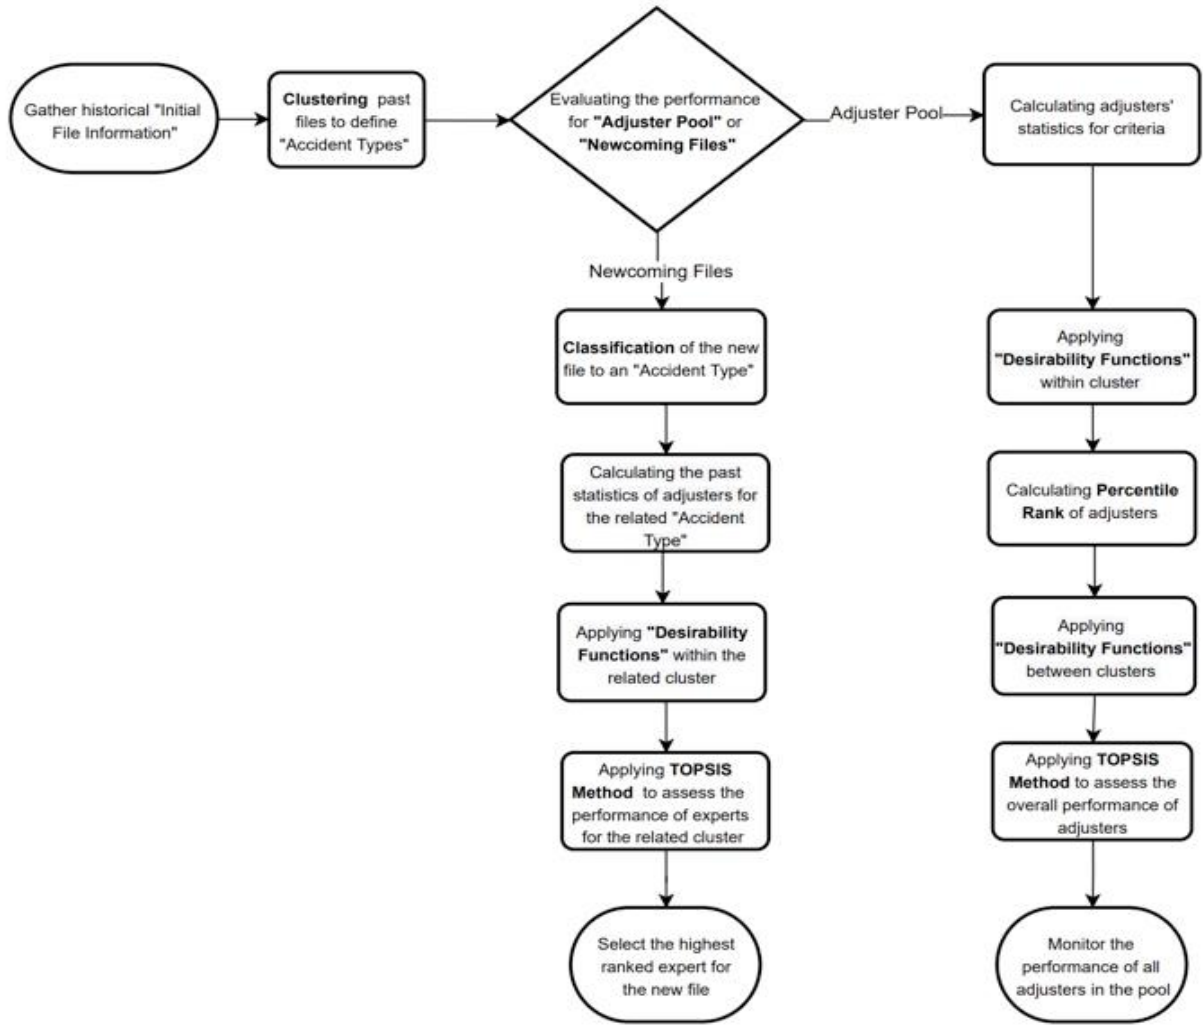 Gather historical "Initial
File Information"
Clustering past
files to define
"Accident Types"
Evaluating the performance
for "Adjuster Pool" or
"Newcoming Files"
Adjuster Pool
Calculating adjusters'
statistics for criteria
Newcoming Files
Classification of the new
file to an "Accident Type"
Calculating the past
statistics of adjusters for
the related "Accident
Type"
Applying "Desirability
Functions" within the
related cluster
Applying TOPSIS
Method to assess the
performance of experts
for the related cluster
Select the highest
ranked expert for
the new file
Applying
"Desirability Functions"
within cluster
Calculating Percentile
Rank of adjusters
Applying
"Desirability Functions"
between clusters
Applying TOPSIS
Method to assess the
overall performance of
adjusters
Monitor the
performance of all
adjusters in the pool